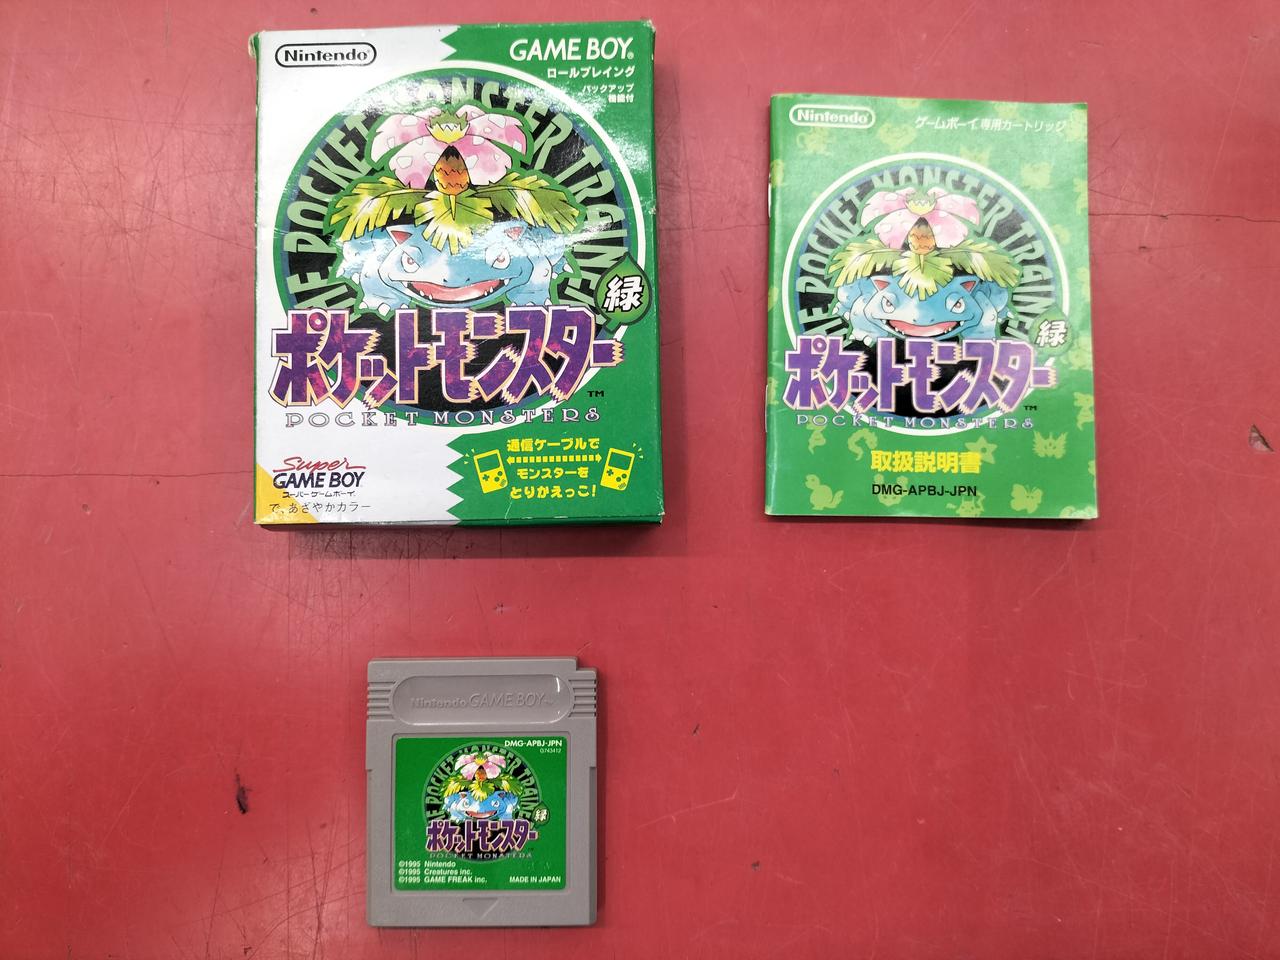 Nintendo
GAME BOY®
ロールプレイング
バックアップ
機能付
THE POCKET MONSTER TRAINER
緑
ポケットモンスター
TM
POCKET MONSTERS
Super
GAME BOY
スーパーゲームボーイ
で、あざやかカラー
通信ケーブルで
モンスターを
とりかえっこ!
Nintendo
ゲームボーイ専用カートリッジ
THE POCKET MONSTER TRAINER
緑
ポケットモンスター
TM
POCKET MONSTERS
取扱説明書
DMG-APBJ-JPN
Nintendo GAME BOY
TM
DMG-APBJ-JPN
G743412
THE POCKET MONSTER TRAINER
緑
ポケットモンスター
POCKET MONSTERS
©1995 Nintendo
©1995 Creatures inc.
©1995 GAME FREAK inc.
MADE IN JAPAN